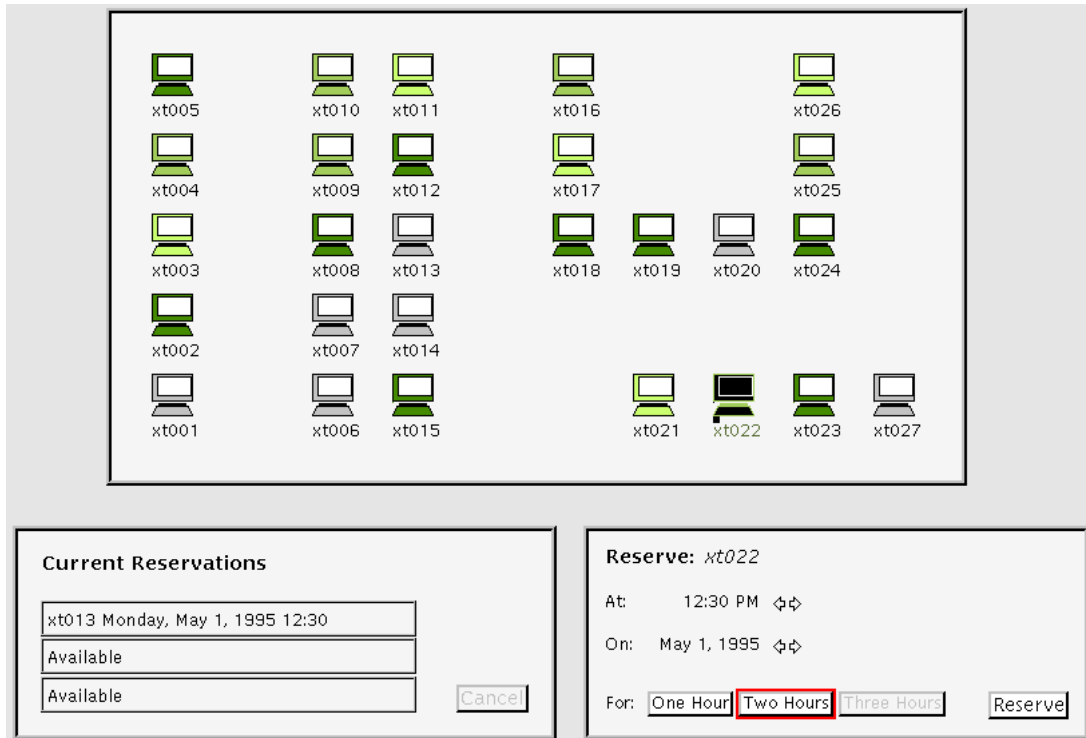 xt005 xt010 xt011 xt016 xt026
xt004 xt009 xt012 xt017 xt025
xt003 xt008 xt013 xt018 xt019 xt020 xt024
xt002 xt007 xt014
xt001 xt006 xt015 xt021 xt022 xt023 xt027
Current Reservations
xt013 Monday, May 1, 1995 12:30
Available
Available
Cancel
Reserve: xt022
At: 12:30 PM
On: May 1, 1995
For: One Hour Two Hours Three Hours Reserve